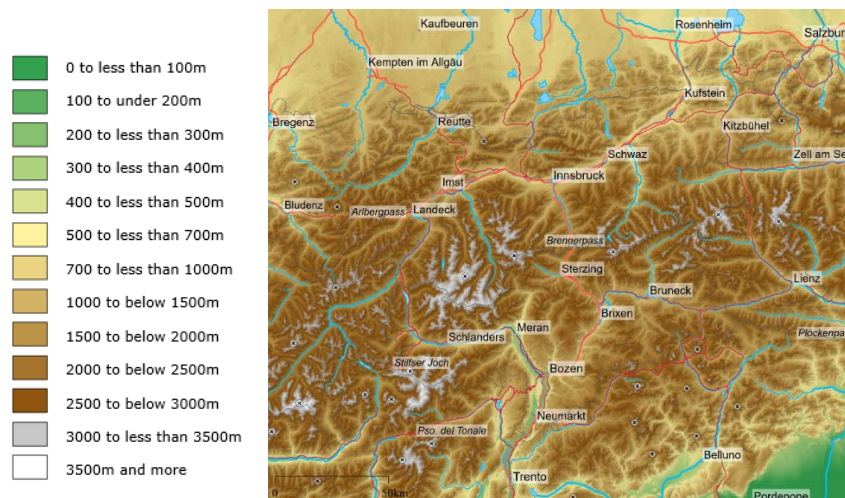 0 to less than 100m
100 to under 200m
200 to less than 300m
300 to less than 400m
400 to less than 500m
500 to less than 700m
700 to less than 1000m
1000 to below 1500m
1500 to below 2000m
2000 to below 2500m
2500 to below 3000m
3000 to less than 3500m
3500m and more
Kaufbeuren
Rosenheim
Salzbur
Kempten im Allgäu
Kufstein
Bregenz
Reutte
Kitzbühel
Schwaz
Zell am Se
Innsbruck
Imst
Bludenz
Arlbergpass
Landeck
Brennerpass
Sterzing
Lienz
Bruneck
Brixen
Meran
Schlanders
Plöckenpa
Stilfser Joch
Bozen
Neumarkt
Pso. del Tonale
Belluno
Trento
0 50km
Pordenone